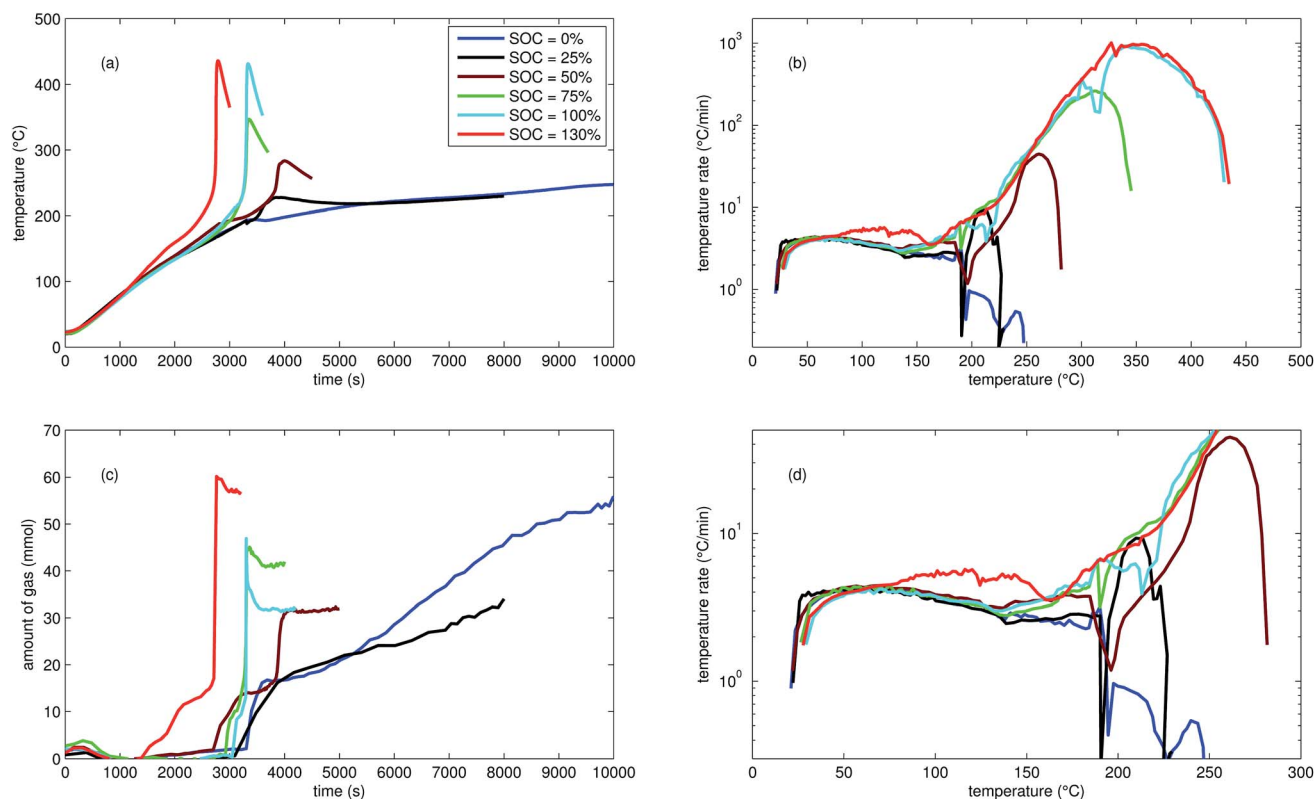 (a)
500
400
300
200
100
0
temperature (°C)
SOC = 0%
SOC = 25%
SOC = 50%
SOC = 75%
SOC = 100%
SOC = 130%
0 1000 2000 3000 4000 5000 6000 7000 8000 9000 10000
time (s)
(b)
10³
10²
10¹
10⁰
temperature rate (°C/min)
0 50 100 150 200 250 300 350 400 450 500
temperature (°C)
(c)
70
60
50
40
30
20
10
0
amount of gas (mmol)
0 1000 2000 3000 4000 5000 6000 7000 8000 9000 10000
time (s)
(d)
10¹
10⁰
temperature rate (°C/min)
0 50 100 150 200 250 300
temperature (°C)